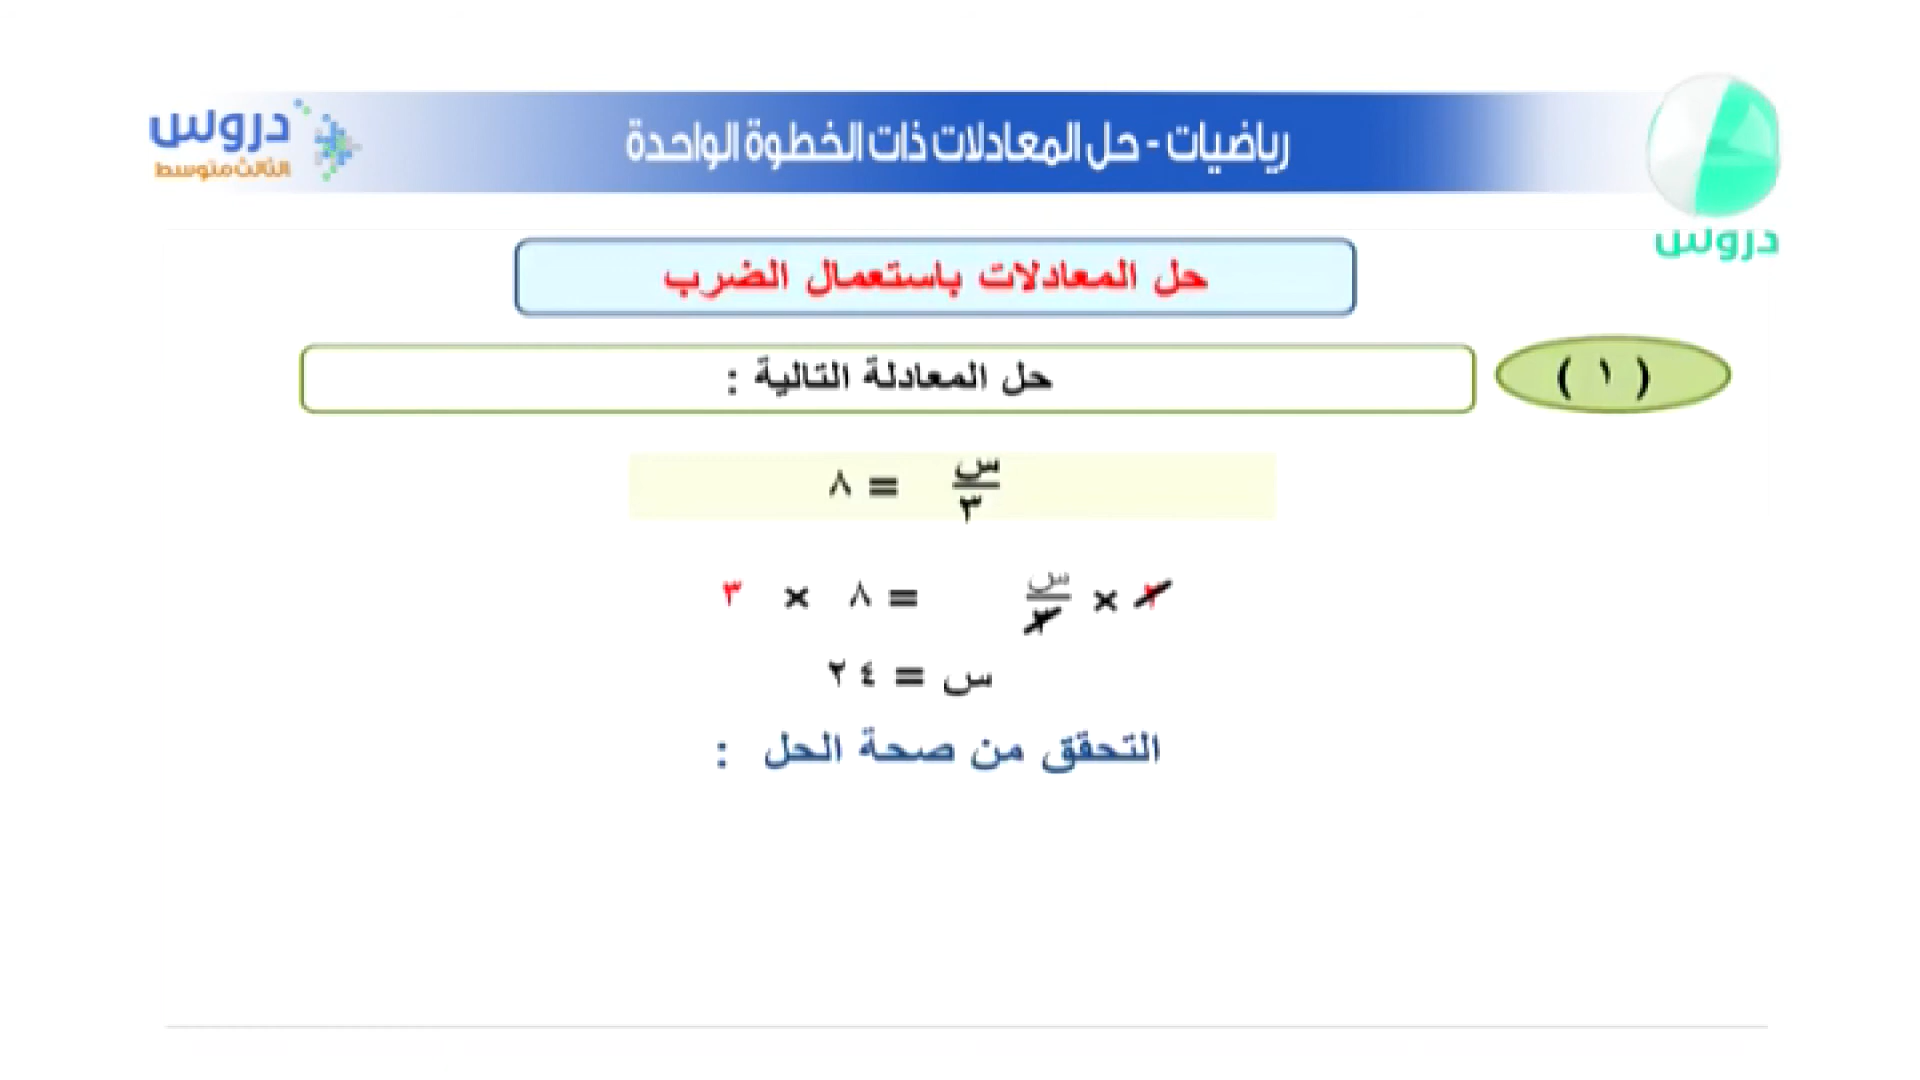 رياضيات - حل المعادلات ذات الخطوة الواحدة
دروس
دروس
الثالث متوسط
حل المعادلات باستعمال الضرب
( ١ )
حل المعادلة التالية :
س/٣ = ٨
٣ × س/٣ = ٨ × ٣
س = ٢٤
التحقق من صحة الحل :